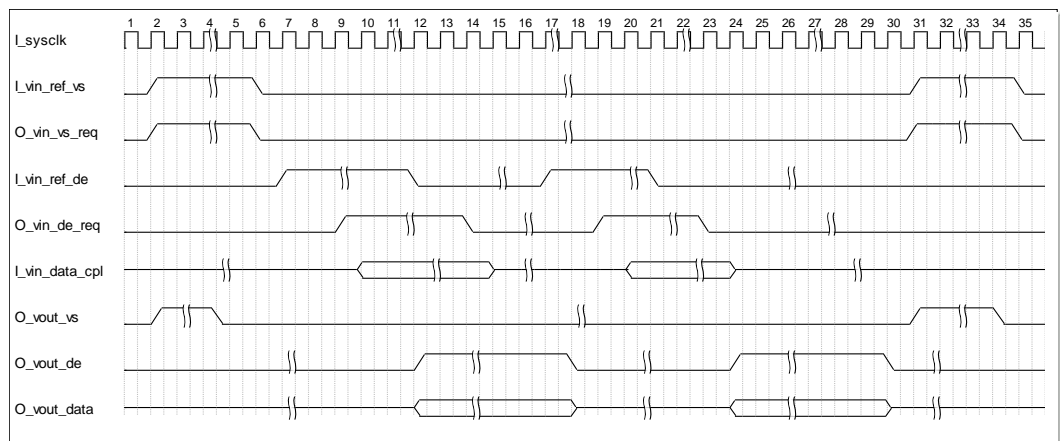 1 2 3 4 5 6 7 8 9 10 11 12 13 14 15 16 17 18 19 20 21 22 23 24 25 26 27 28 29 30 31 32 33 35
I_sysclk
I_vin_ref_vs
O_vin_vs_req
I_vin_ref_de
O_vin_de_req
I_vin_data_cpl
O_vout_vs
O_vout_de
O_vout_data